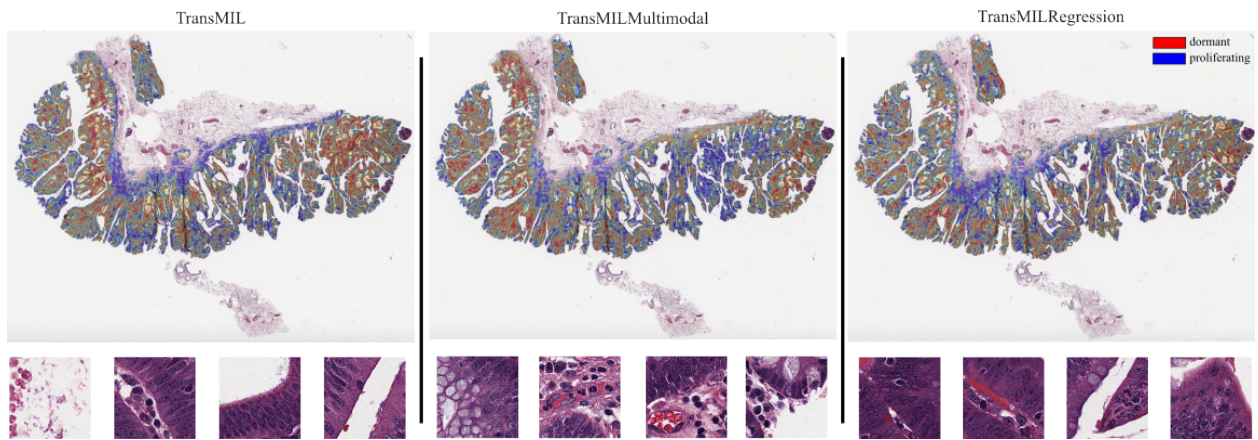 TransMIL
TransMILMultimodal
TransMILRegression
dormant
proliferating